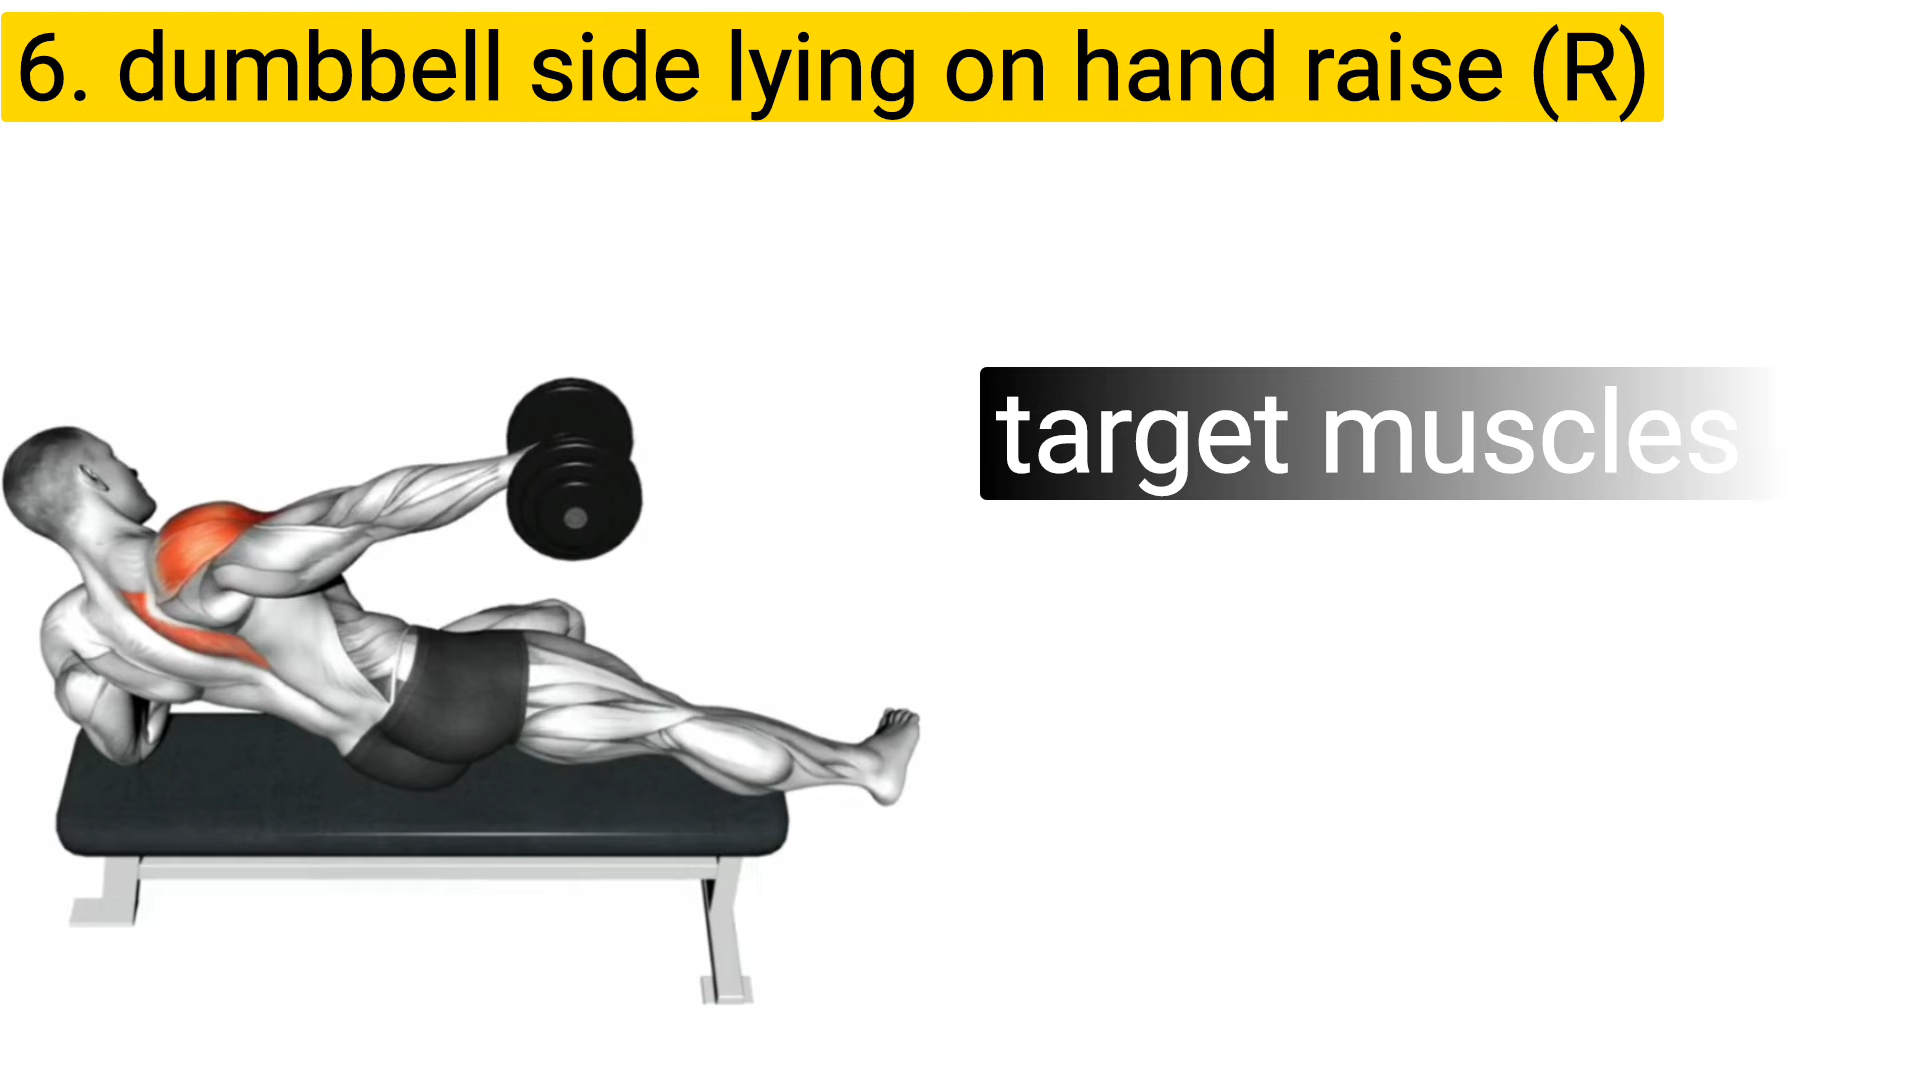 6. dumbbell side lying on hand raise (R)
target muscles